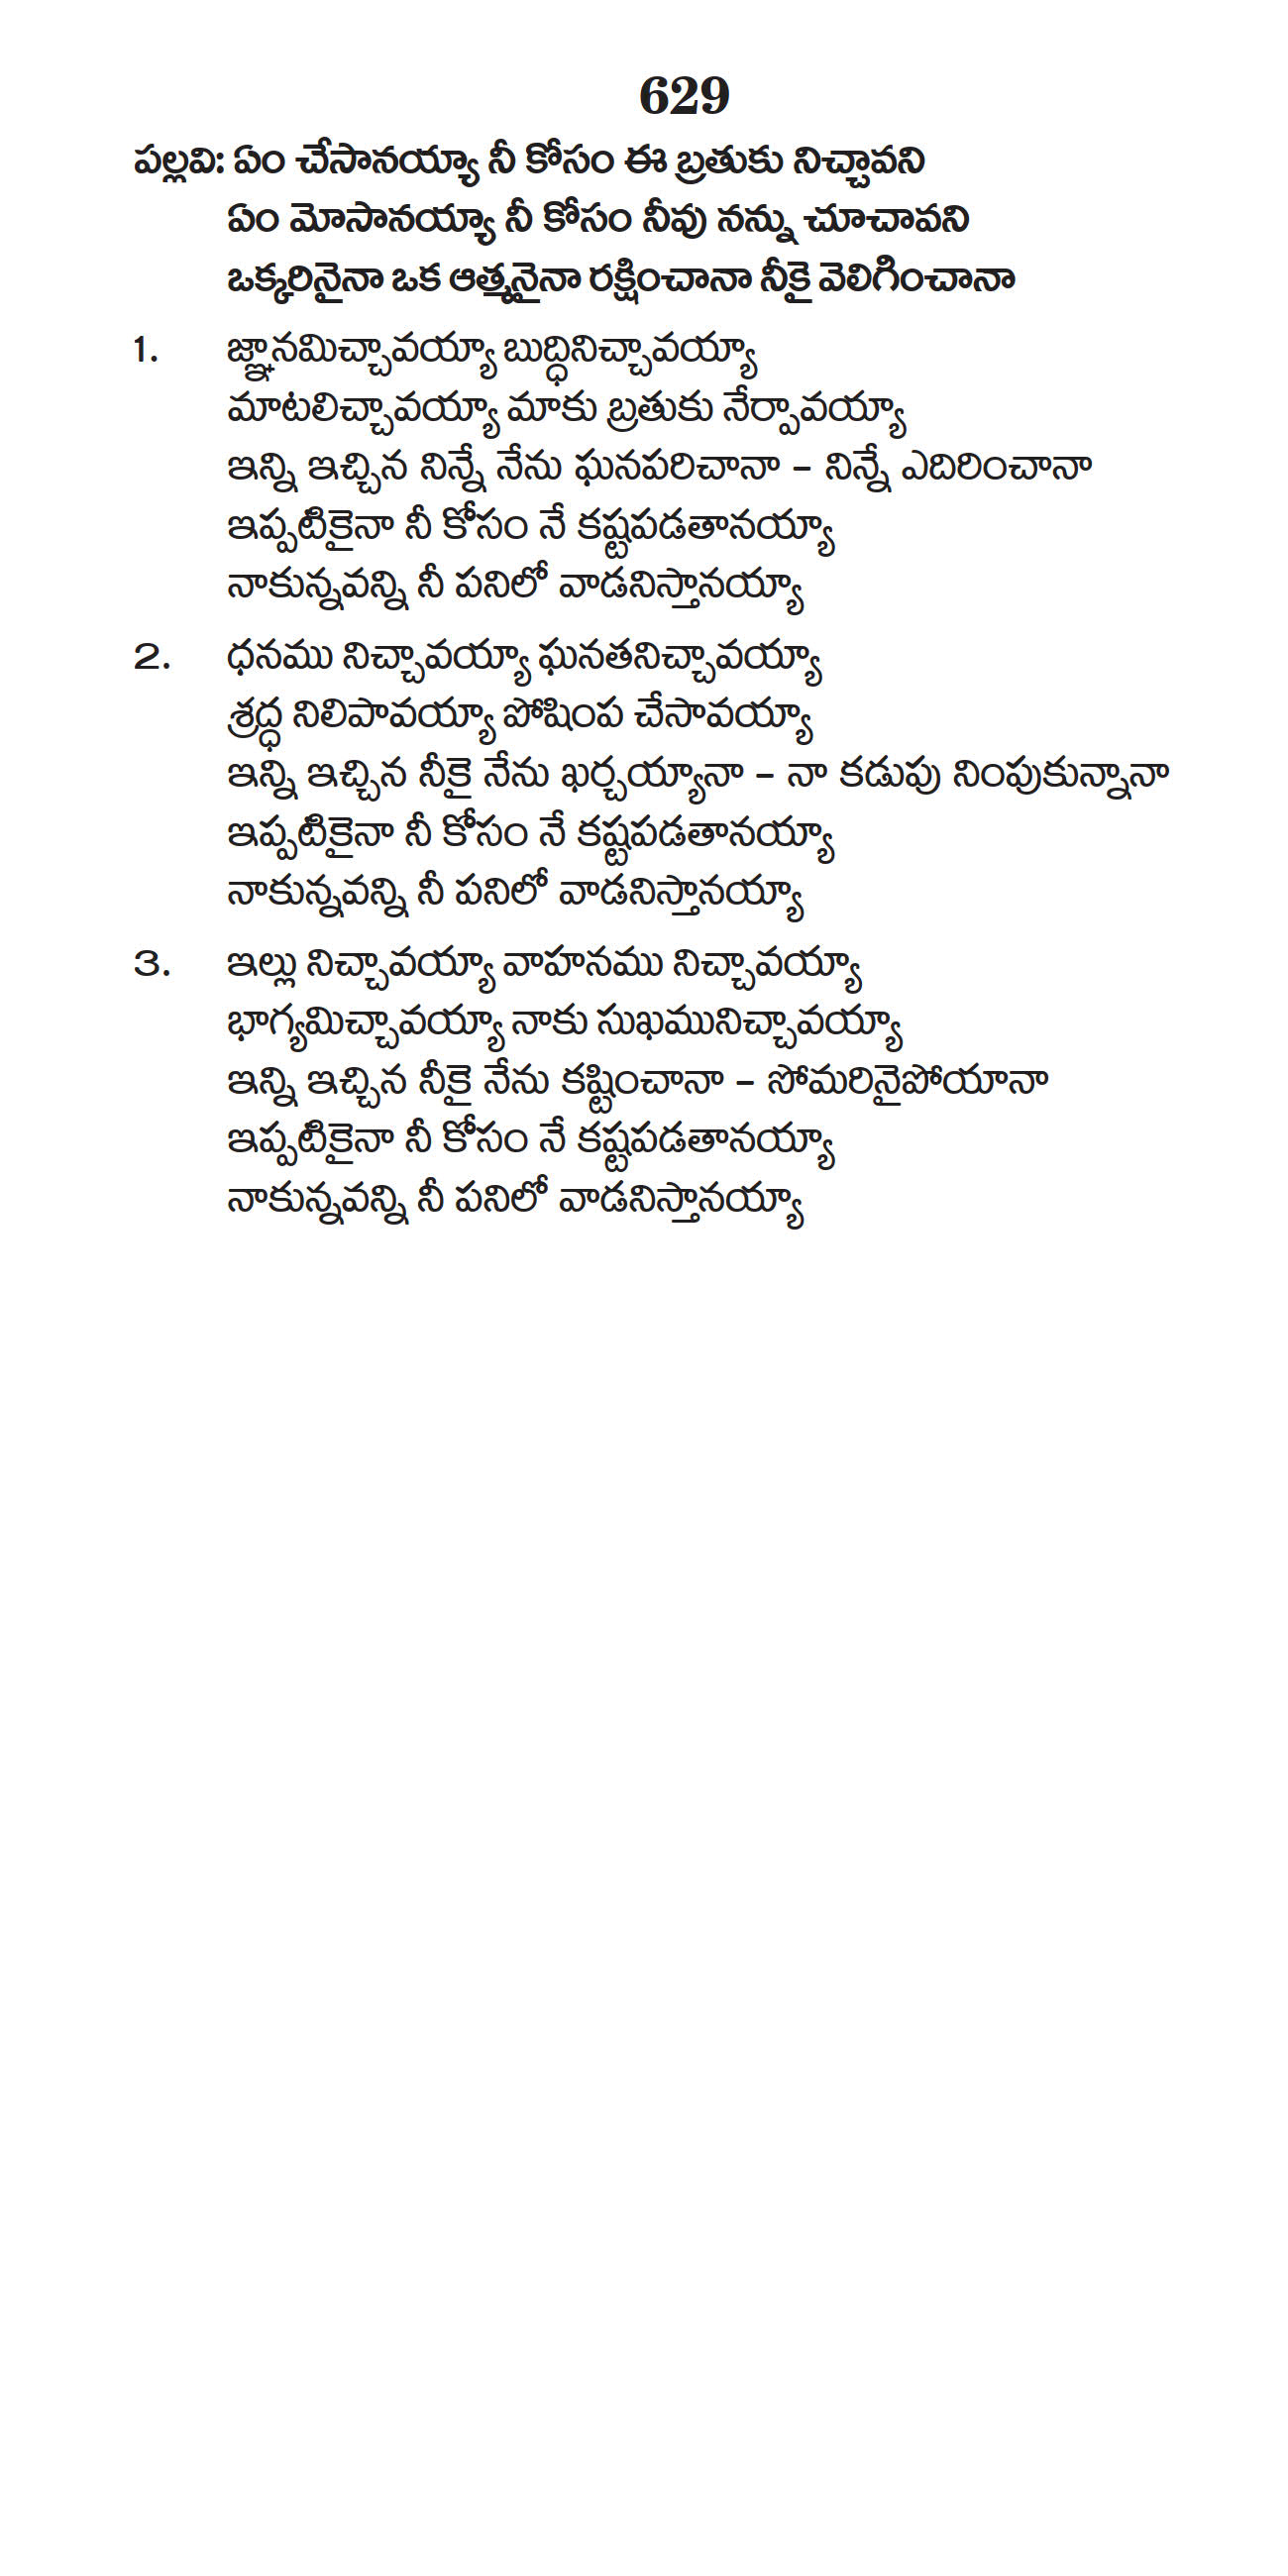 629
పల్లవి: ఏం చేసానయ్యా నీ కోసం ఈ బ్రతుకు నిచ్చావని
ఏం మోసానయ్యా నీ కోసం నీవు నన్ను చూచావని
ఒక్కరినైనా ఒక ఆత్మనైనా రక్షించానా నీకై వెలిగించానా
1. జ్ఞానమిచ్చావయ్యా బుద్ధినిచ్చావయ్యా
మాటలిచ్చావయ్యా మాకు బ్రతుకు నేర్పావయ్యా
ఇన్ని ఇచ్చిన నిన్నే నేను ఘనపరిచానా – నిన్నే ఎదిరించానా
ఇప్పటికైనా నీ కోసం నే కష్టపడతానయ్యా
నాకున్నవన్ని నీ పనిలో వాడనిస్తానయ్యా
2. ధనము నిచ్చావయ్యా ఘనతనిచ్చావయ్యా
శ్రద్ధ నిలిపావయ్యా పోషింప చేసావయ్యా
ఇన్ని ఇచ్చిన నీకై నేను ఖర్చయ్యానా – నా కడుపు నింపుకున్నానా
ఇప్పటికైనా నీ కోసం నే కష్టపడతానయ్యా
నాకున్నవన్ని నీ పనిలో వాడనిస్తానయ్యా
3. ఇల్లు నిచ్చావయ్యా వాహనము నిచ్చావయ్యా
భాగ్యమిచ్చావయ్యా నాకు సుఖమునిచ్చావయ్యా
ఇన్ని ఇచ్చిన నీకై నేను కష్టించానా – సోమరినైపోయానా
ఇప్పటికైనా నీ కోసం నే కష్టపడతానయ్యా
నాకున్నవన్ని నీ పనిలో వాడనిస్తానయ్యా